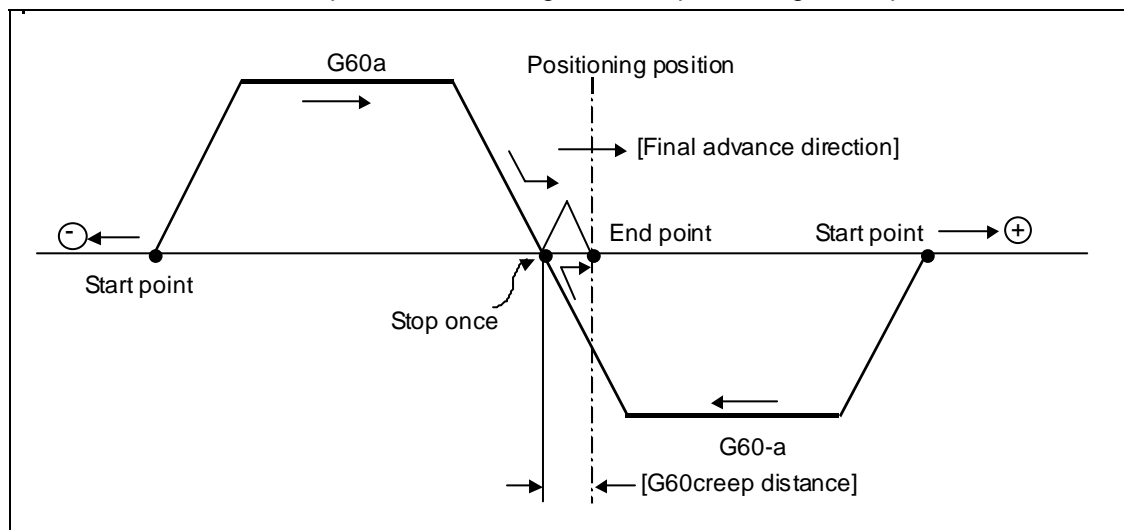 G60a
Positioning position
[Final advance direction]
-
End point
Start point
+
Start point
Stop once
G60-a
[G60creep distance]